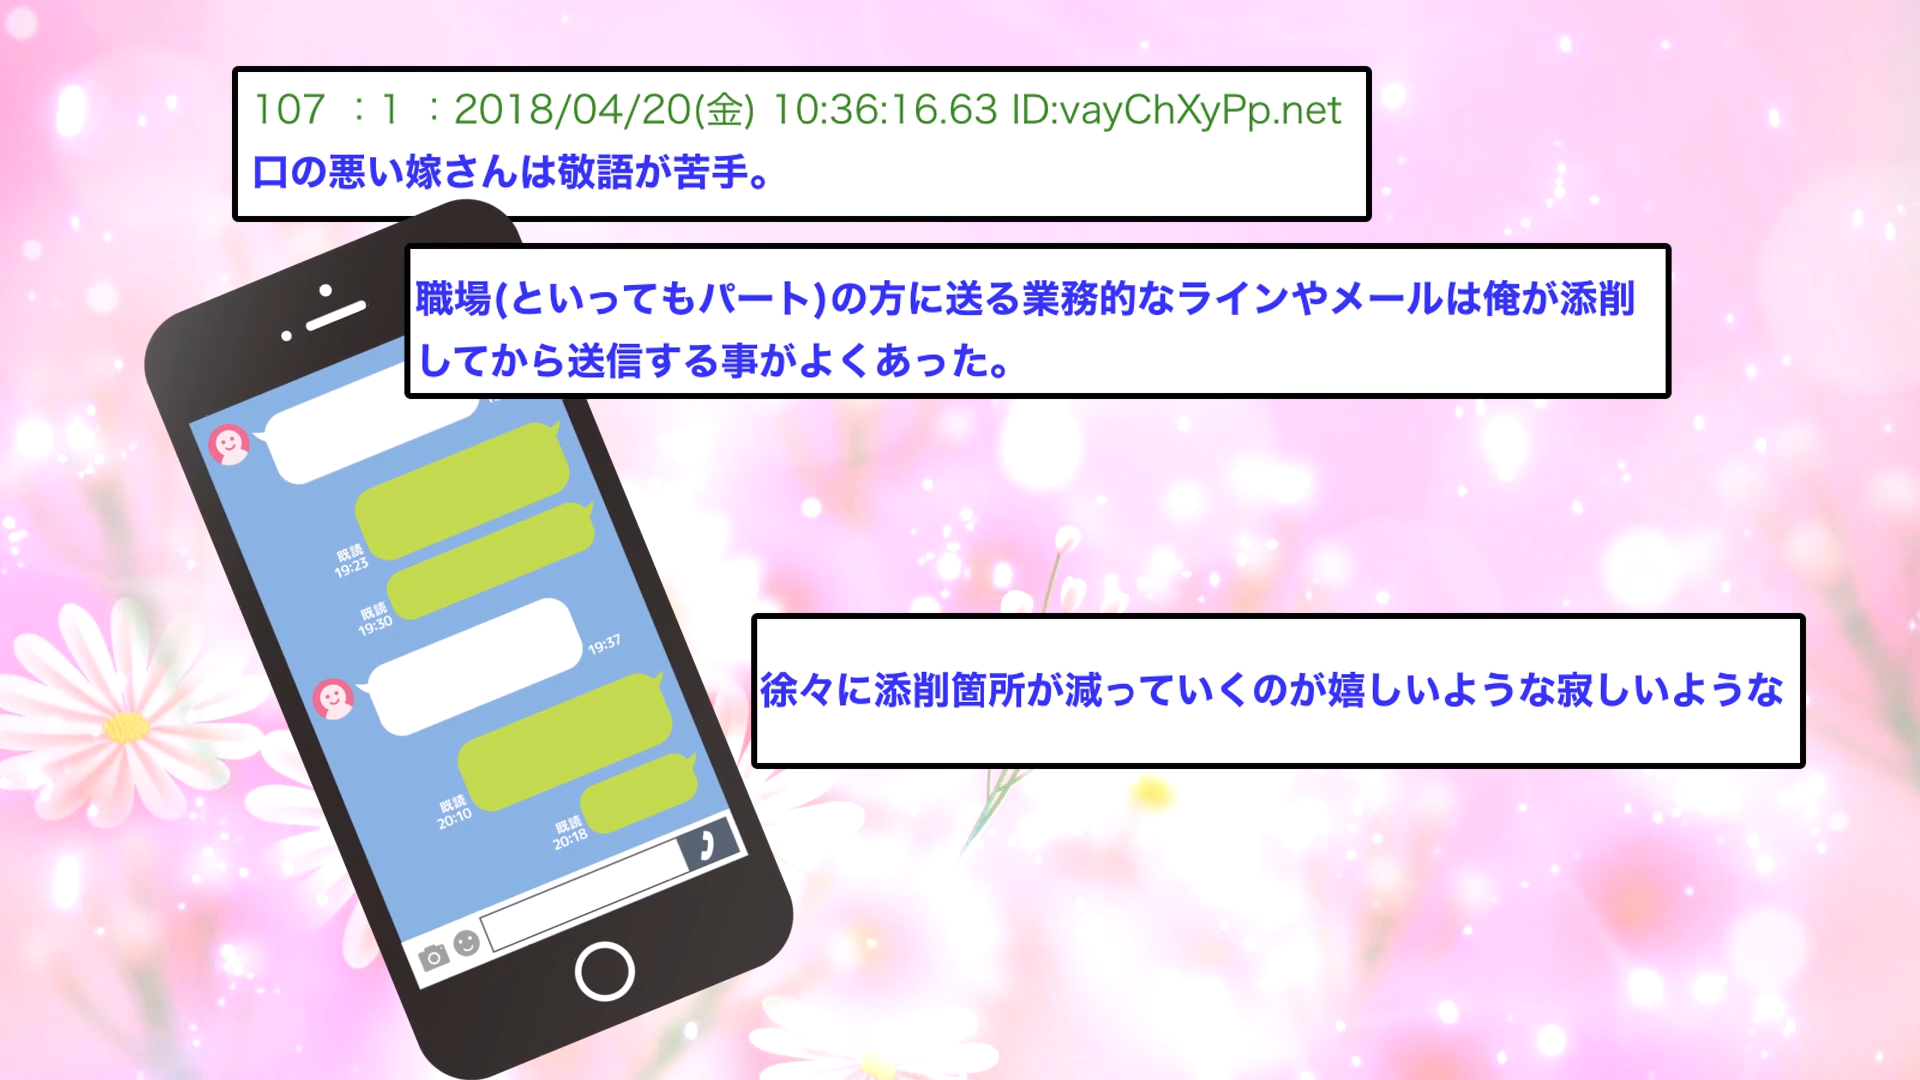 107 ：1 ：2018/04/20(金) 10:36:16.63 ID:vayChXyPp.net
口の悪い嫁さんは敬語が苦手。
職場(といってもパート)の方に送る業務的なラインやメールは俺が添削
してから送信する事がよくあった。
既読
19:23
既読
19:30
19:37
徐々に添削箇所が減っていくのが嬉しいような寂しいような
既読
20:10
既読
20:18